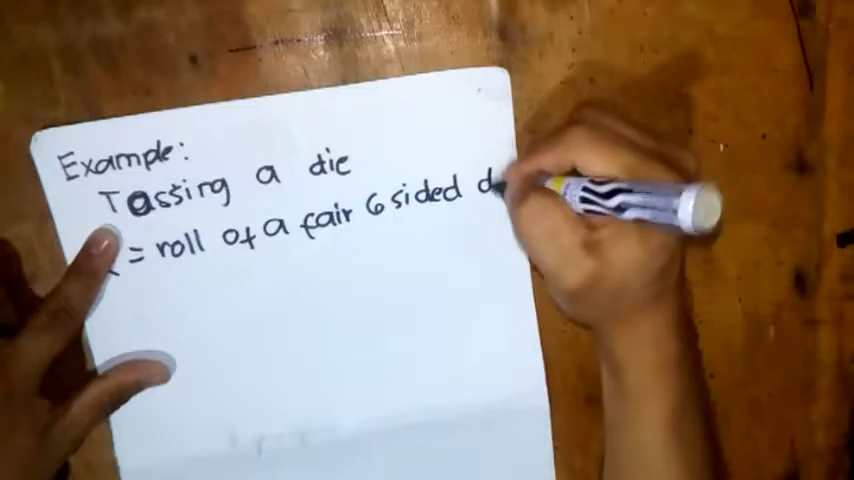 Example:
Tossing a die
= roll of a fair 6 sided d